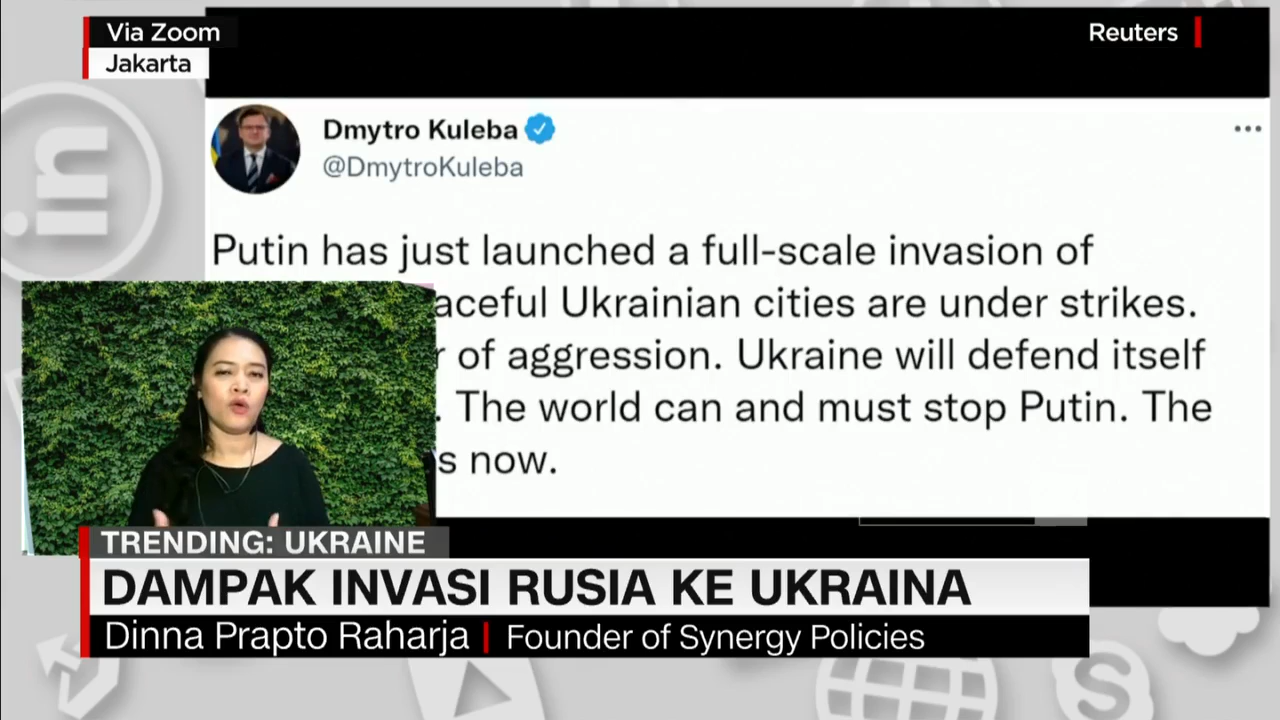 Via Zoom
Jakarta
Reuters
in
Dmytro Kuleba
@DmytroKuleba
Putin has just launched a full-scale invasion of
Ukrainian cities are under strikes.
of aggression. Ukraine will defend itself
. The world can and must stop Putin. The
now.
TRENDING: UKRAINE
DAMPAK INVASI RUSIA KE UKRAINA
Dinna Prapto Raharja | Founder of Synergy Policies